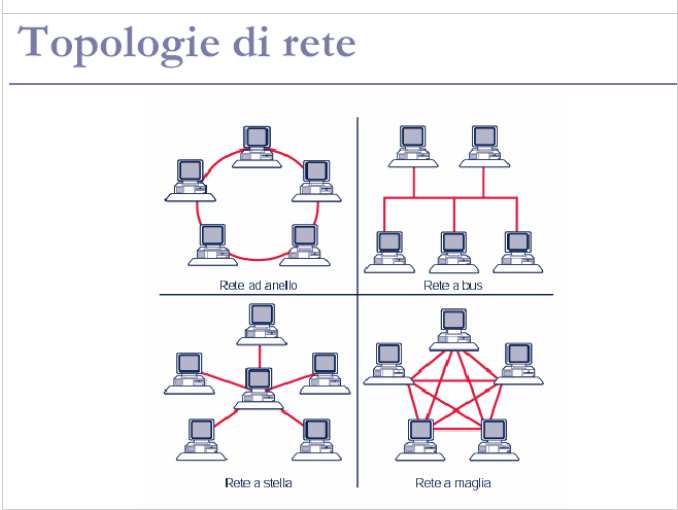 Topologie di rete
Rete ad anello
Rete a bus
Rete a stella
Rete a maglia